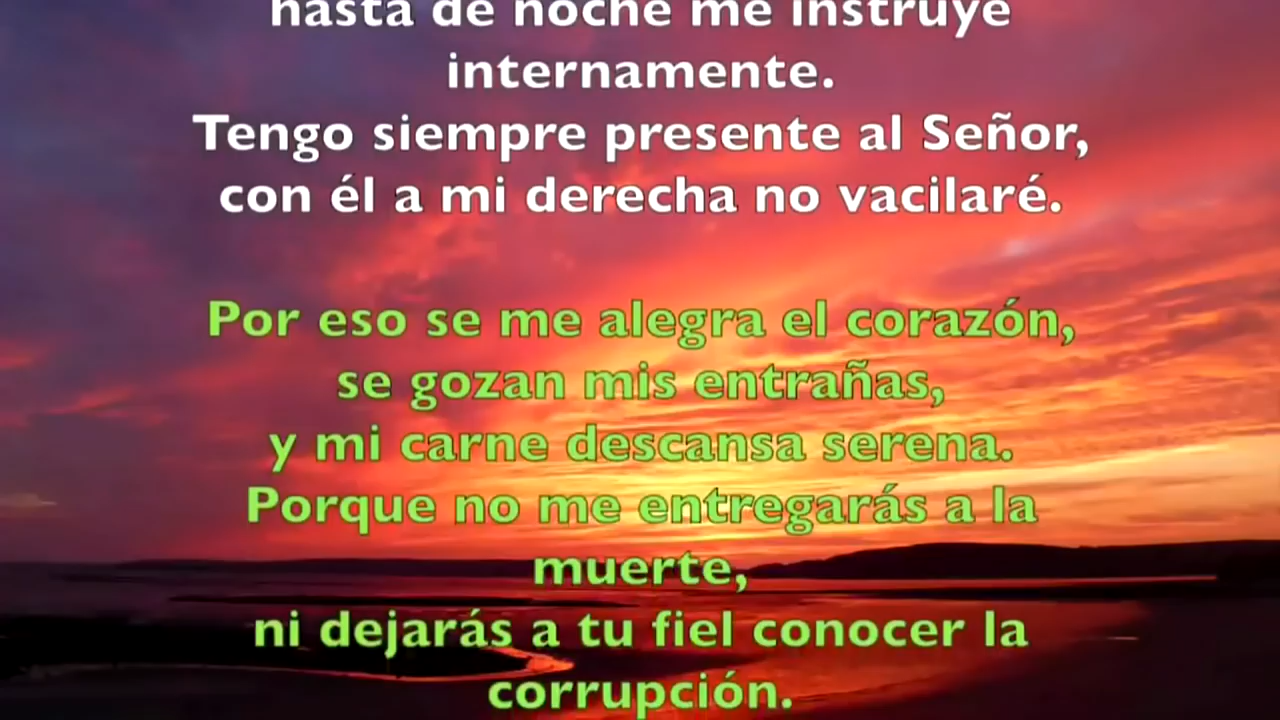 hasta de noche me instruye
internamente.
Tengo siempre presente al Señor,
con él a mi derecha no vacilaré.
Por eso se me alegra el corazón,
se gozan mis entrañas,
y mi carne descansa serena.
Porque no me entregarás a la
muerte,
ni dejarás a tu fiel conocer la
corrupción.